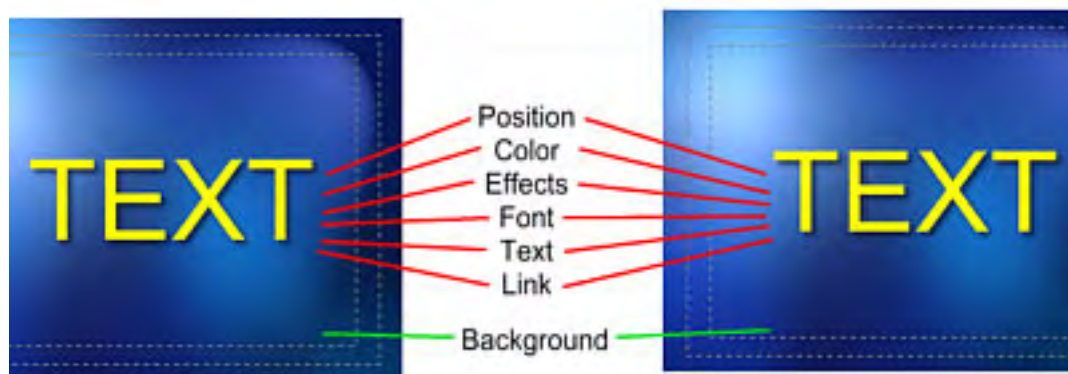 Position
Color
Effects
TEXT
TEXT
Font
Text
Link
Background